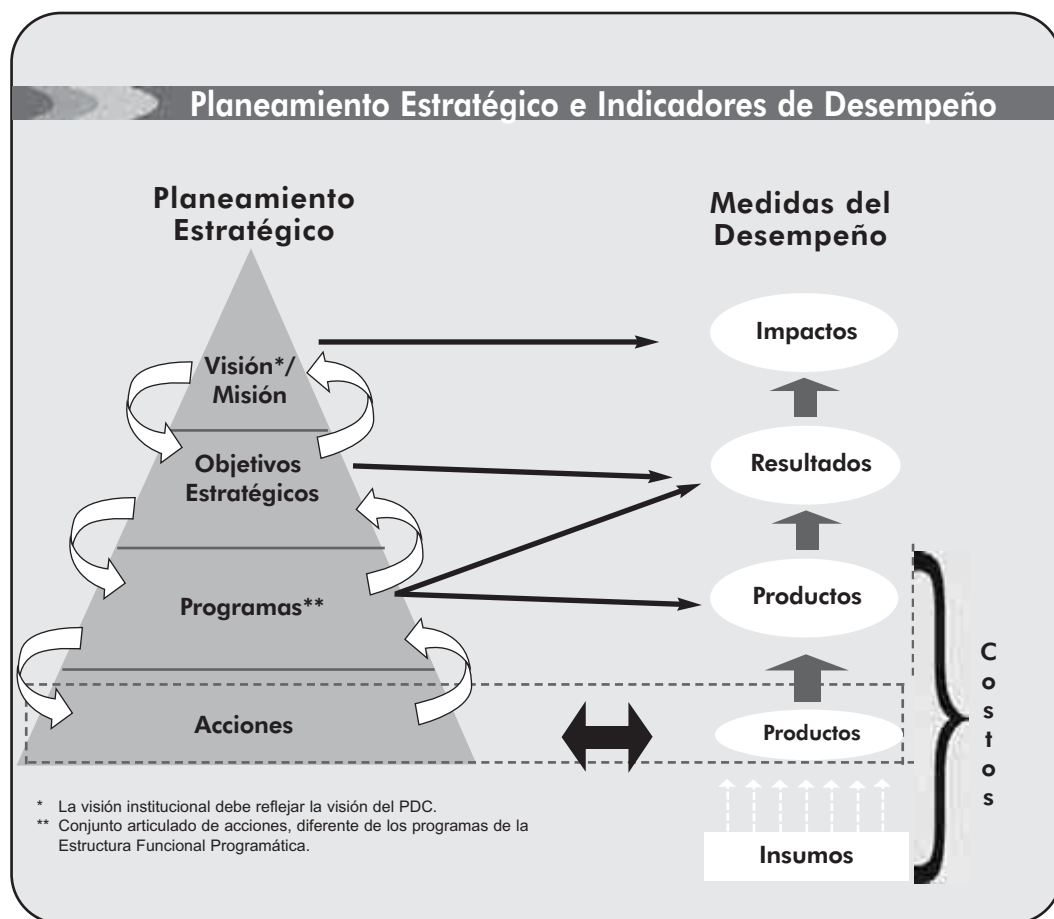 Planeamiento Estratégico e Indicadores de Desempeño
Planeamiento
Estratégico
Medidas del
Desempeño
Visión*/
Misión
Objetivos
Estratégicos
Programas**
Acciones
Impactos
Resultados
Productos
Productos
Insumos
Costos
* La visión institucional debe reflejar la visión del PDC.
** Conjunto articulado de acciones, diferente de los programas de la
Estructura Funcional Programática.